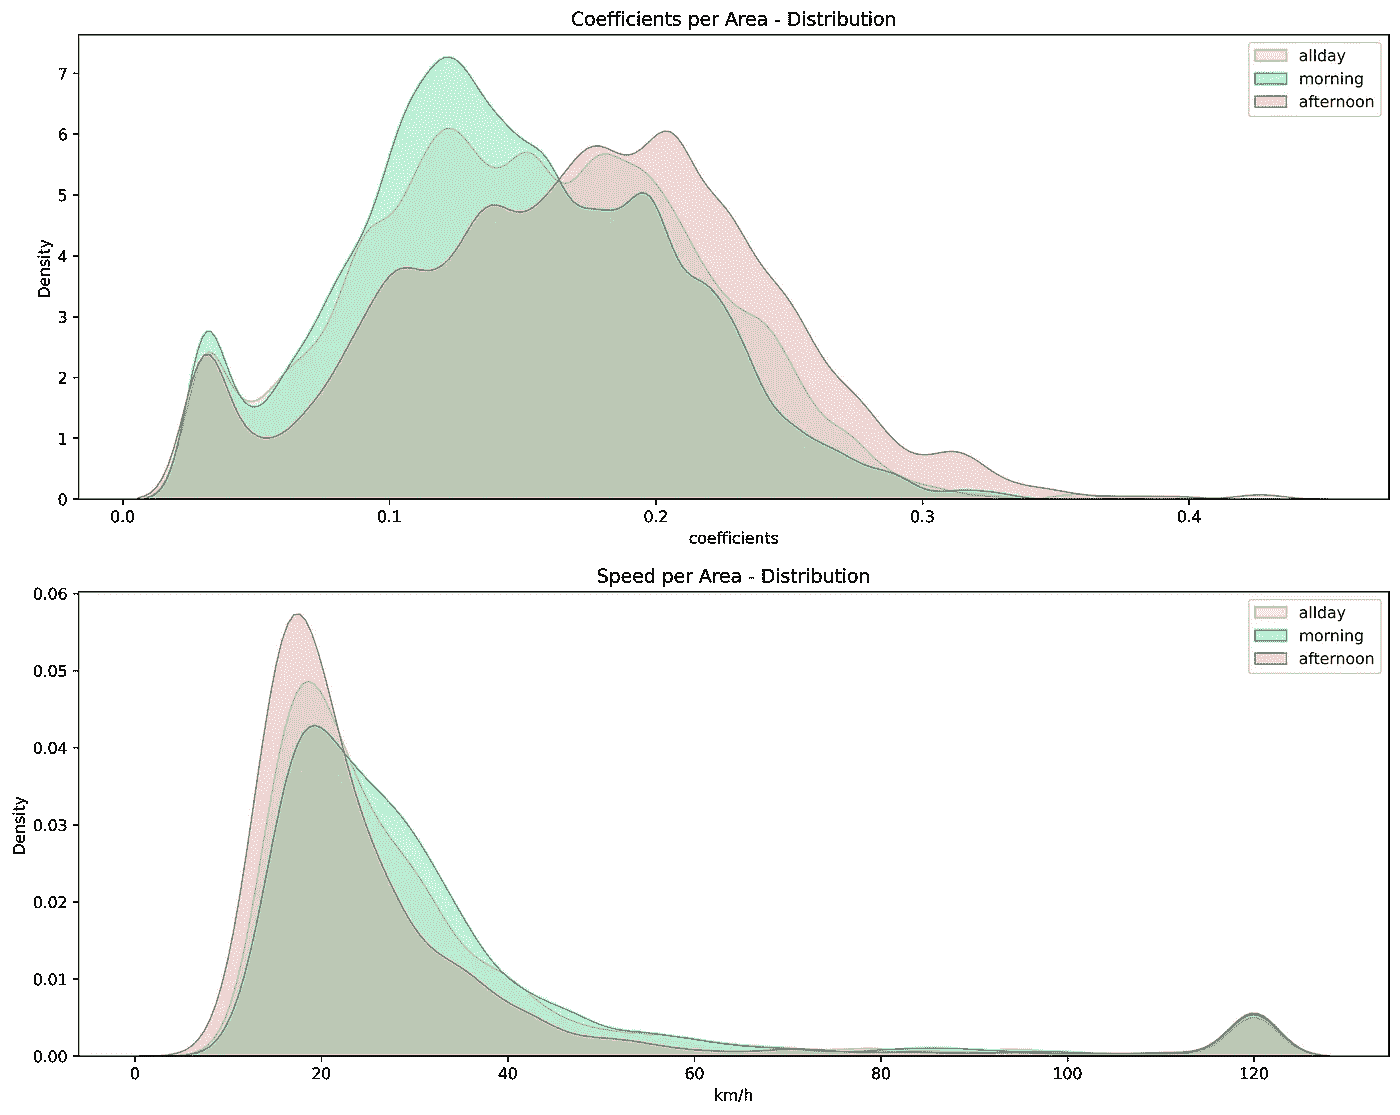 Coefficients per Area - Distribution
allday
morning
afternoon
Density
7
6
5
4
3
2
1
0
0.0 0.1 0.2 0.3 0.4
coefficients
Speed per Area - Distribution
allday
morning
afternoon
Density
0.06
0.05
0.04
0.03
0.02
0.01
0.00
0 20 40 60 80 100 120
km/h